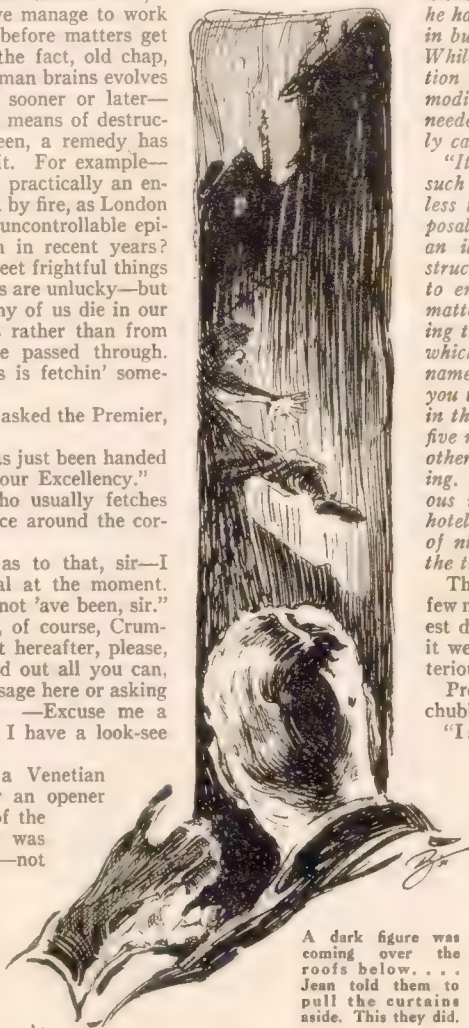 ve manage to work
before matters get
the fact, old chap,
man brains evolves
sooner or later—
means of destruc-
een, a remedy has
it. For example—
practically an en-
by fire, as London
uncontrollable epi-
n in recent years?
eet frightful things
s are unlucky—but
ny of us die in our
rather than from
e passed through.
s is fetchin' some-
asked the Premier,
as just been handed
our Excellency."
ho usually fetches
ce around the cor-
as to that, sir—I
al at the moment.
not 'ave been, sir."
, of course, Crum-
t hereafter, please,
d out all you can,
sage here or asking
—Excuse me a
I have a look-see
a Venetian
an opener
of the
was
—not
A dark figure was
coming over the
roofs below. . . .
Jean told them to
pull the curtains
aside. This they did.
he ha
in bu
Whil
tion
modi
neede
ly ca
"It
such
less
posal
an i
struc
to en
matt
ing t
which
name
you
in th
five
other
ing.
ous
hotel
of n
the t
Th
few
est d
it we
teriou
Pr
chubb
"I